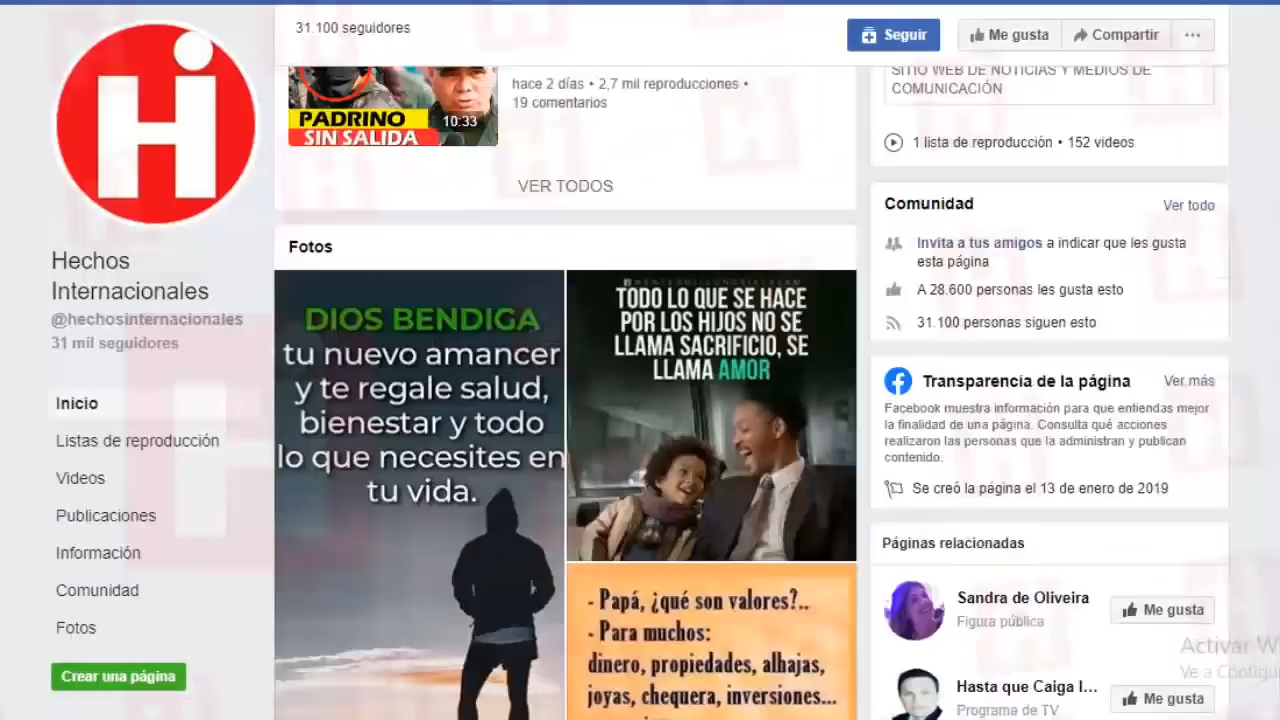 31.100 seguidores
Seguir
Me gusta
Compartir
Hi
PADRINO
SIN SALIDA
10:33
hace 2 días • 2,7 mil reproducciones •
19 comentarios
VER TODOS
SITIO WEB DE NOTICIAS Y MEDIOS DE
COMUNICACIÓN
1 lista de reproducción • 152 videos
Comunidad
Ver todo
Invita a tus amigos a indicar que les gusta
esta página
A 28.600 personas les gusta esto
31.100 personas siguen esto
Hechos
Internacionales
@hechosinternacionales
31 mil seguidores
Inicio
Listas de reproducción
Videos
Publicaciones
Información
Comunidad
Fotos
Crear una página
Fotos
DIOS BENDIGA
tu nuevo amancer
y te regale salud,
bienestar y todo
lo que necesites en
tu vida.
TODO LO QUE SE HACE
POR LOS HIJOS NO SE
LLAMA SACRIFICIO, SE
LLAMA AMOR
- Papá, ¿qué son valores?..
- Para muchos:
dinero, propiedades, alhajas,
joyas, chequera, inversiones...
Transparencia de la página
Ver más
Facebook muestra información para que entiendas mejor
la finalidad de una página. Consulta qué acciones
realizaron las personas que la administran y publican
contenido.
Se creó la página el 13 de enero de 2019
Páginas relacionadas
Sandra de Oliveira
Figura pública
Me gusta
Hasta que Caiga l...
Programa de TV
Me gusta
Activar W
Ve a Configu